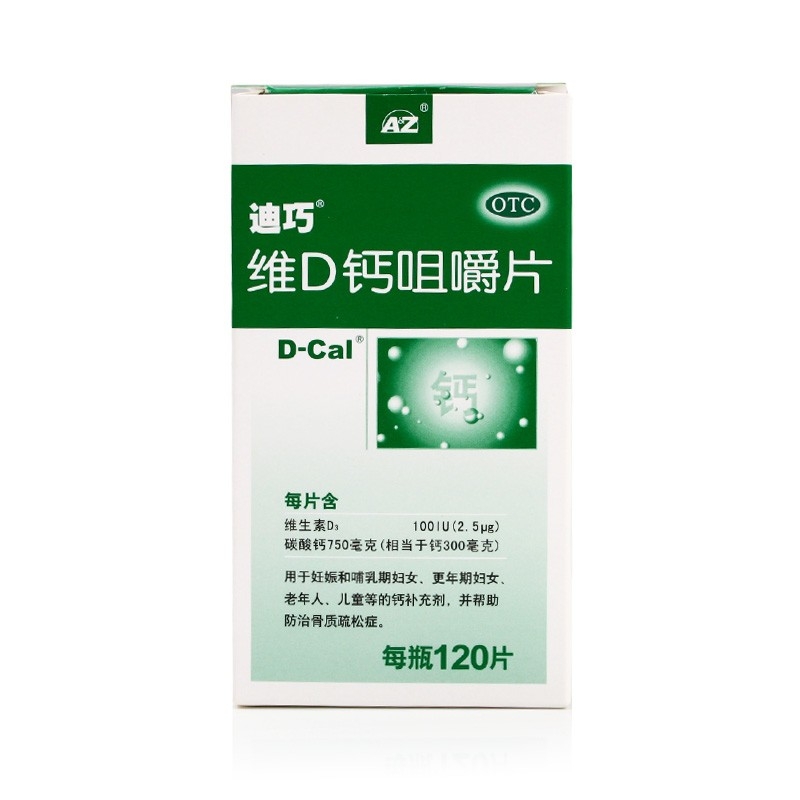 A&Z®
迪巧®
OTC
维D钙咀嚼片
D-Cal®
钙
每片含
维生素D₃ 100IU(2.5μg)
碳酸钙750毫克(相当于钙300毫克)
用于妊娠和哺乳期妇女、更年期妇女、
老年人、儿童等的钙补充剂，并帮助
防治骨质疏松症。
每瓶120片